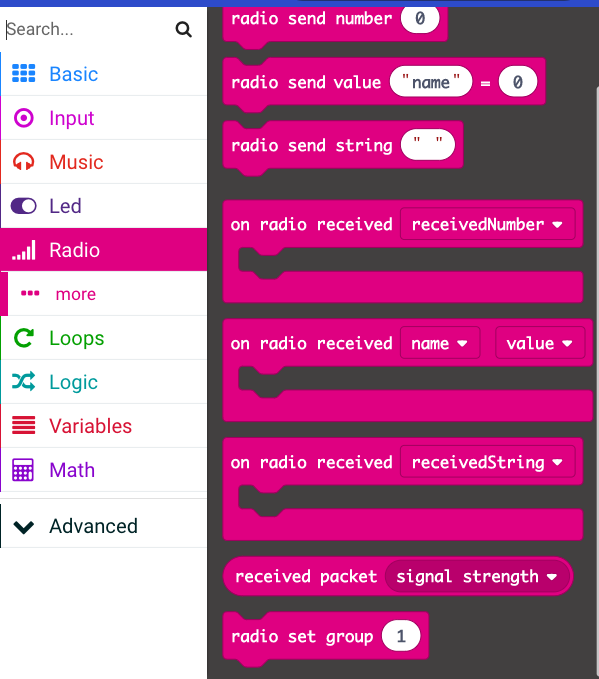 Search...
Basic
Input
Music
Led
Radio
more
Loops
Logic
Variables
Math
Advanced
radio send number 0
radio send value "name" = 0
radio send string " "
on radio received receivedNumber
on radio received name value
on radio received receivedString
received packet signal strength
radio set group 1